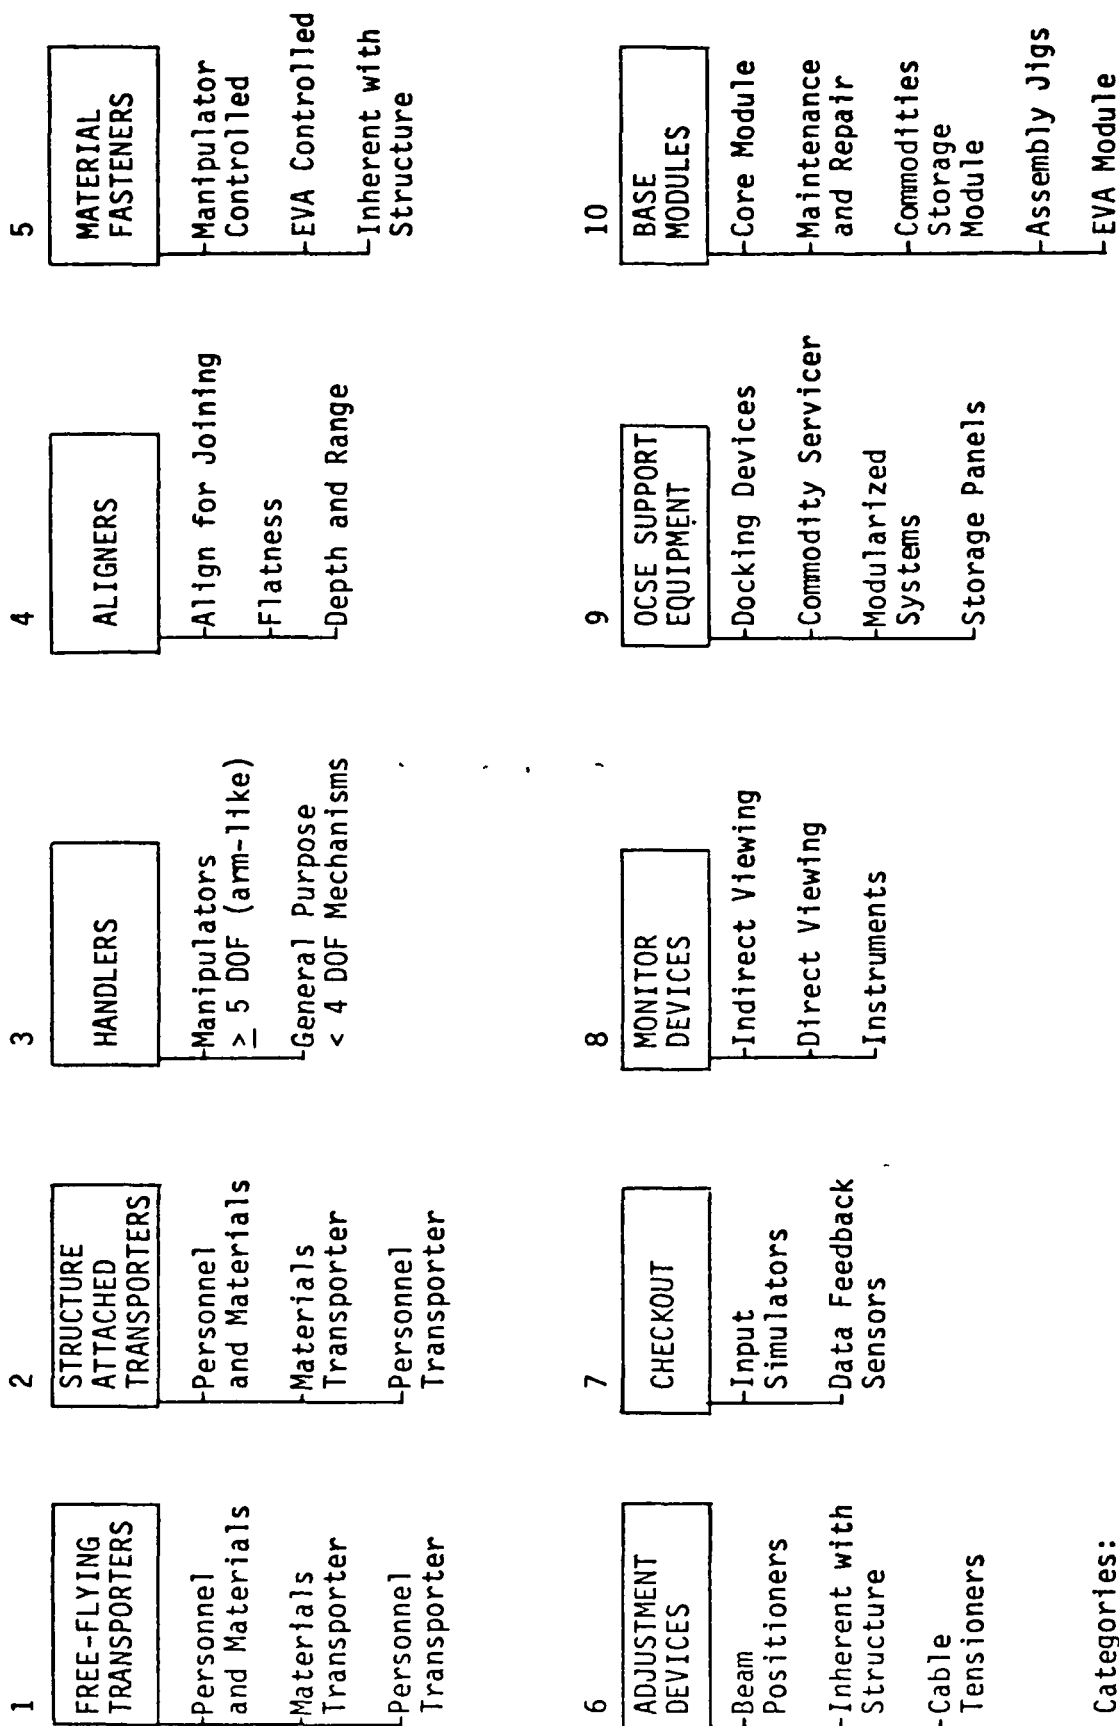 1
FREE-FLYING
TRANSPORTERS
Personnel
and Materials
Materials
Transporter
Personnel
Transporter
2
STRUCTURE
ATTACHED
TRANSPORTERS
Personnel
and Materials
Materials
Transporter
Personnel
Transporter
3
HANDLERS
Manipulators
≥ 5 DOF (arm-like)
General Purpose
< 4 DOF Mechanisms
4
ALIGNERS
Align for Joining
Flatness
Depth and Range
5
MATERIAL
FASTENERS
Manipulator
Controlled
EVA Controlled
Inherent with
Structure
6
ADJUSTMENT
DEVICES
Beam
Positioners
Inherent with
Structure
Cable
Tensioners
7
CHECKOUT
Input
Simulators
Data Feedback
Sensors
8
MONITOR
DEVICES
Indirect Viewing
Direct Viewing
Instruments
9
OCSE SUPPORT
EQUIPMENT
Docking Devices
Commodity Servicer
Modularized
Systems
Storage Panels
10
BASE
MODULES
Core Module
Maintenance
and Repair
Commodities
Storage
Module
Assembly Jigs
EVA Module
Categories: